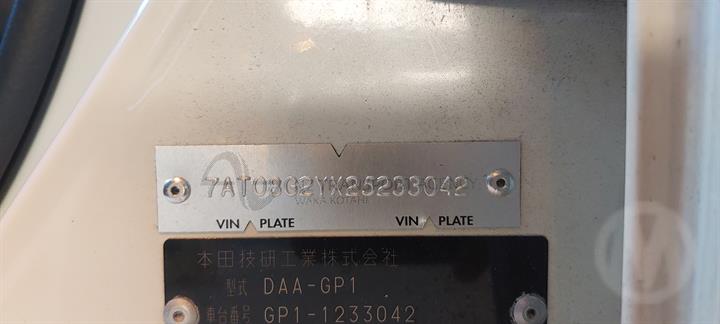 7AT08G2YX25233042
WAKA KOTAHI
VIN PLATE VIN PLATE
本田技研工業株式会社
型式 DAA-GP1
車台番号 GP1-1233042
M